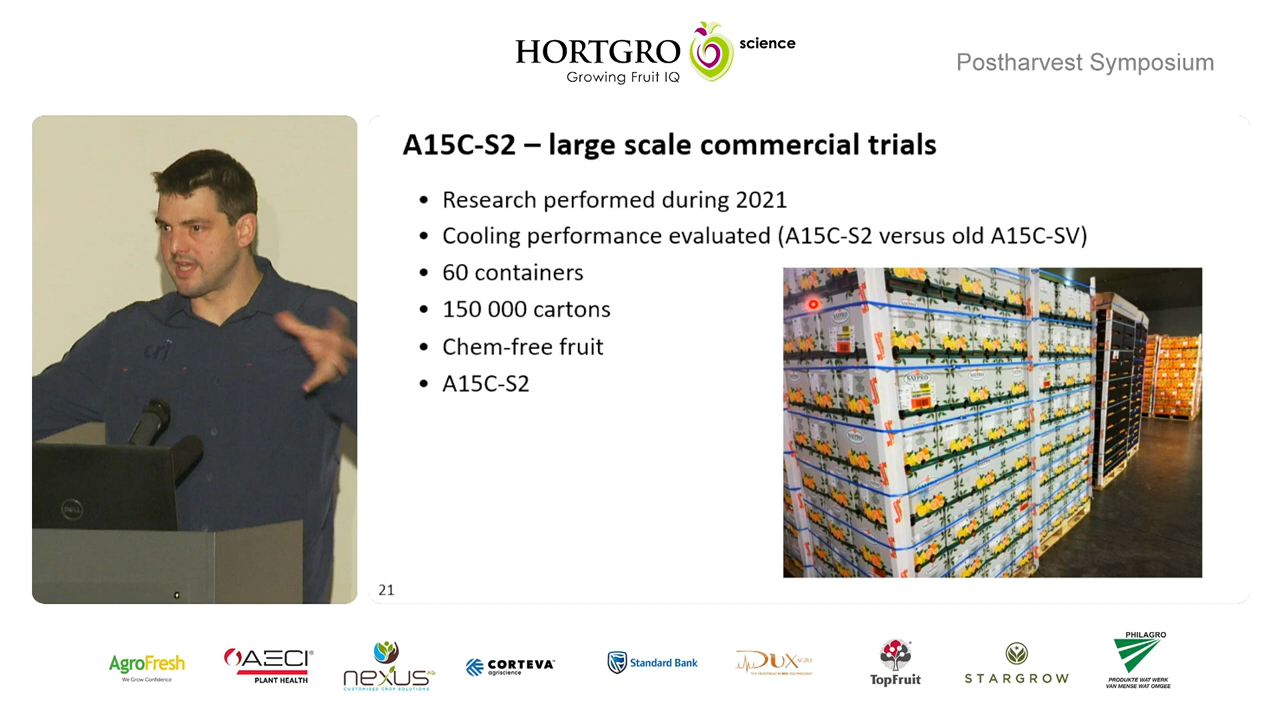 HORTGRO science
Growing Fruit IQ
Postharvest Symposium
A15C-S2 – large scale commercial trials
• Research performed during 2021
• Cooling performance evaluated (A15C-S2 versus old A15C-SV)
• 60 containers
• 150 000 cartons
• Chem-free fruit
• A15C-S2
cri
DELL
21
AgroFresh
We Grow Confidence
AECI
PLANT HEALTH
nexus AG
CUSTOMISED CROP SOLUTIONS
CORTEVA
agriscience
Standard Bank
DUX AGRI
TopFruit
STARGROW
PHILAGRO
PRODUKTE WAT WERK
VAN MENSE WAT OMGEE